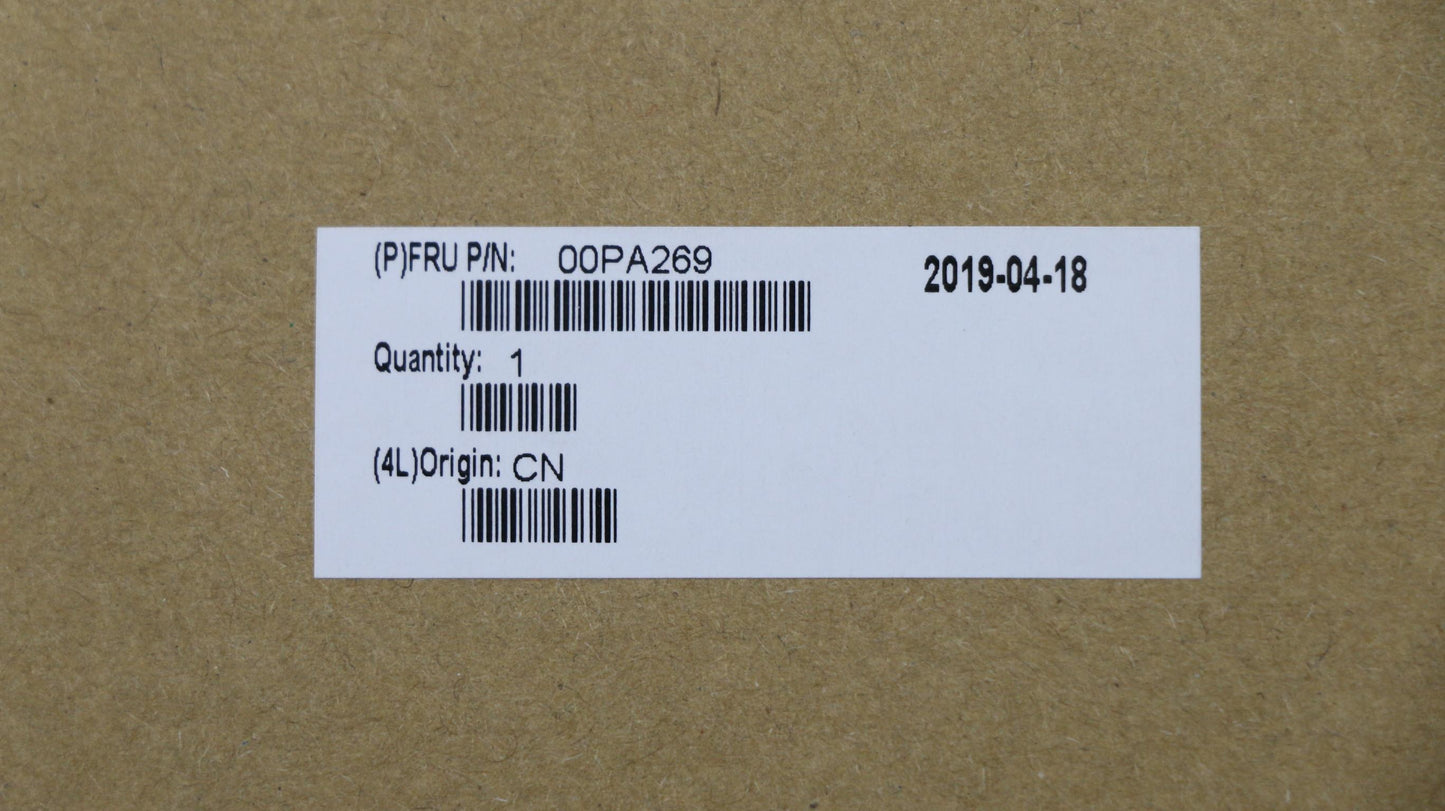 (P)FRU P/N: 00PA269
2019-04-18
Quantity: 1
(4L)Origin: CN